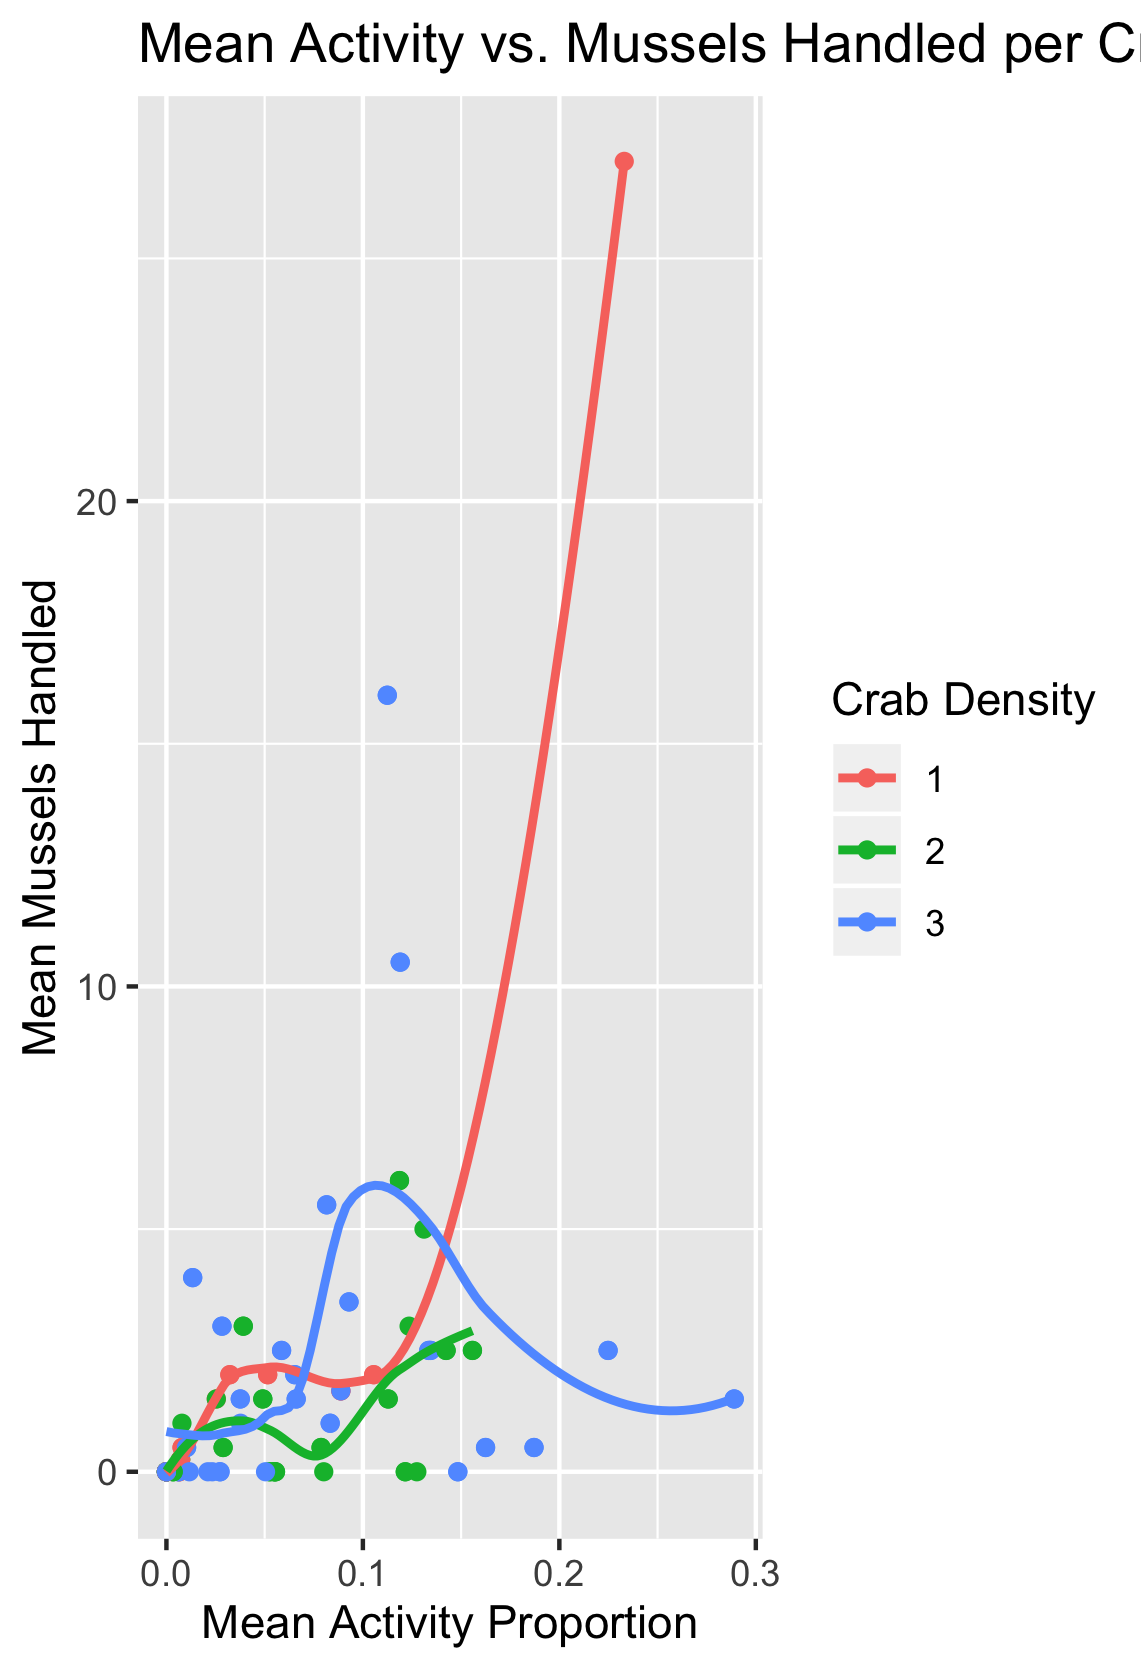 Mean Activity vs. Mussels Handled per Cr
20
10
0
0.0 0.1 0.2 0.3
Mean Activity Proportion
Mean Mussels Handled
Crab Density
1
2
3